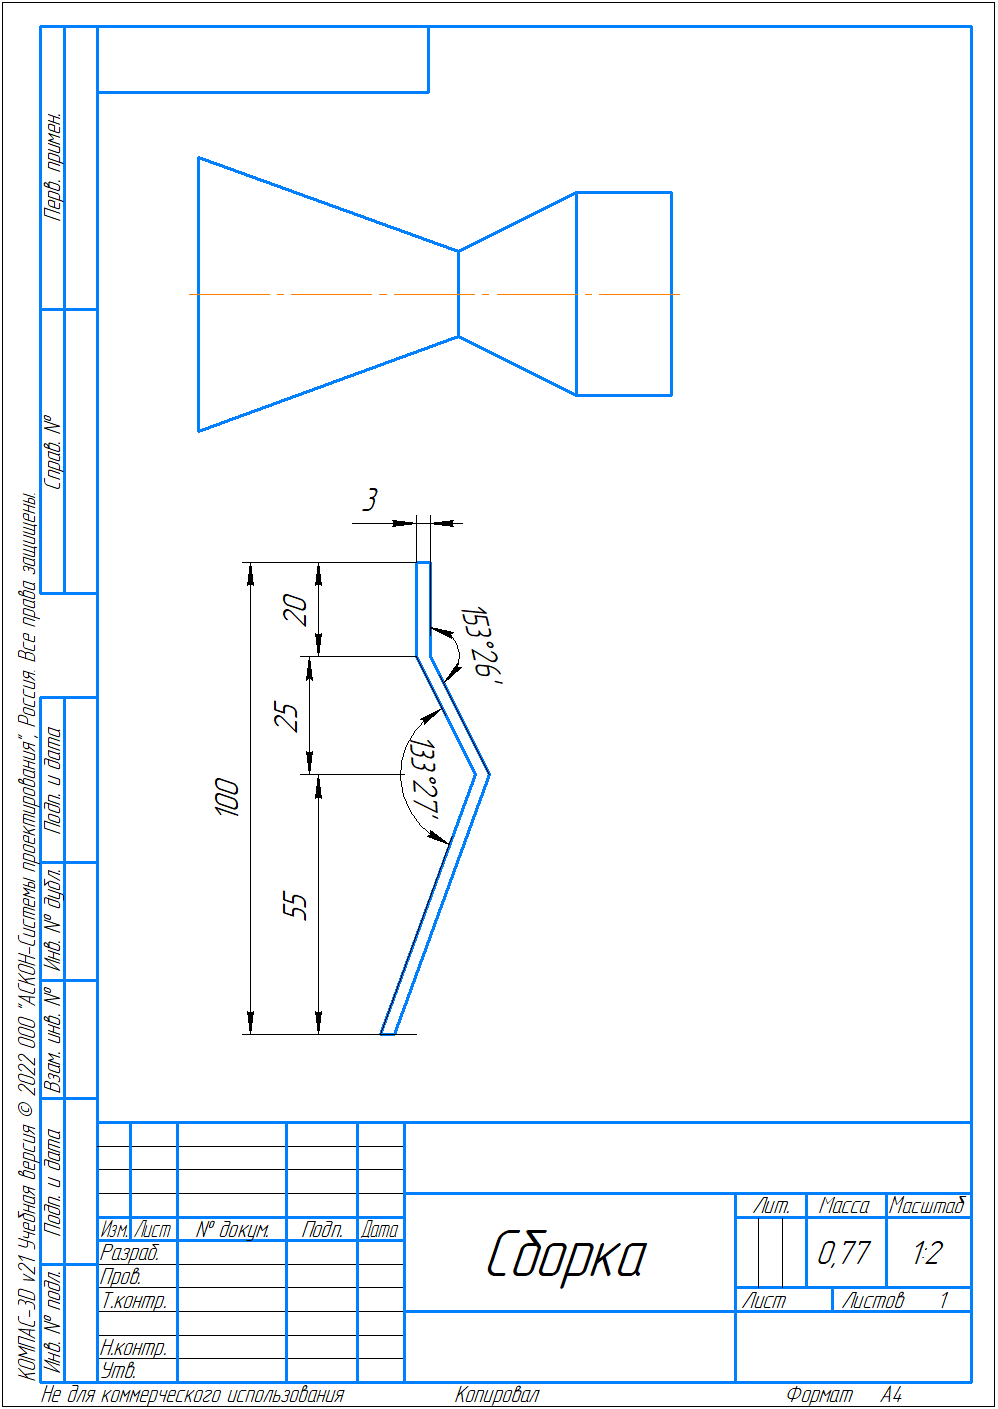 Перв. примен.
Справ. №
Подп. и дата
Инв. № дубл.
Взам. инв. №
Подп. и дата
Инв. № подл.
КОМПАС-3D v21 Учебная версия © 2022 ООО "АСКОН-Системы проектирования", Россия. Все права защищены.
3
20
153°26'
25
133°27'
100
55
Лит. Масса Масштаб
Изм. Лист № докум. Подп. Дата
Разраб.
Сборка
0,77 1:2
Пров.
Т.контр.
Лист Листов 1
Н.контр.
Утв.
Не для коммерческого использования Копировал Формат А4